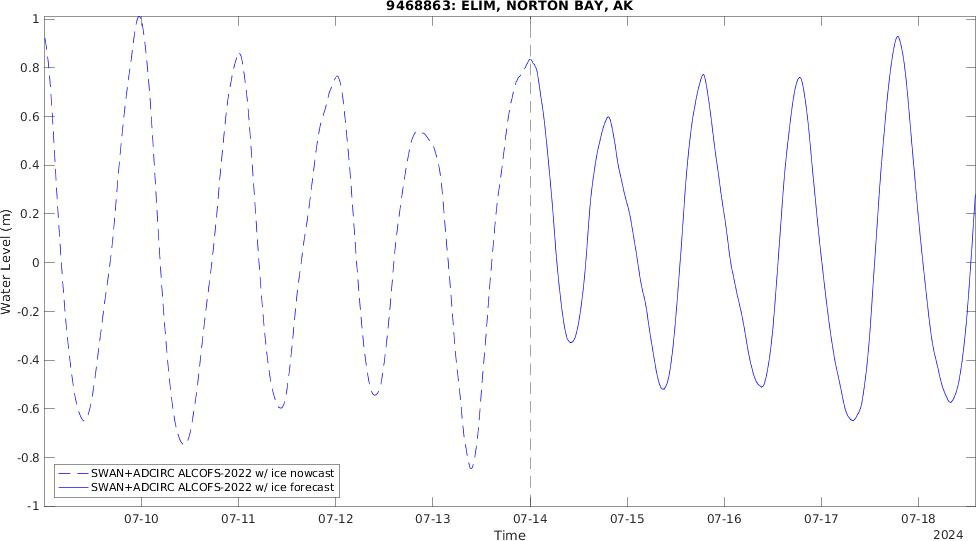 9468863: ELIM, NORTON BAY, AK
1
0.8
0.6
0.4
0.2
0
-0.2
-0.4
-0.6
-0.8
-1
Water Level (m)
SWAN+ADCIRC ALCOFS-2022 w/ ice nowcast
SWAN+ADCIRC ALCOFS-2022 w/ ice forecast
07-10 07-11 07-12 07-13 07-14 07-15 07-16 07-17 07-18
Time
2024